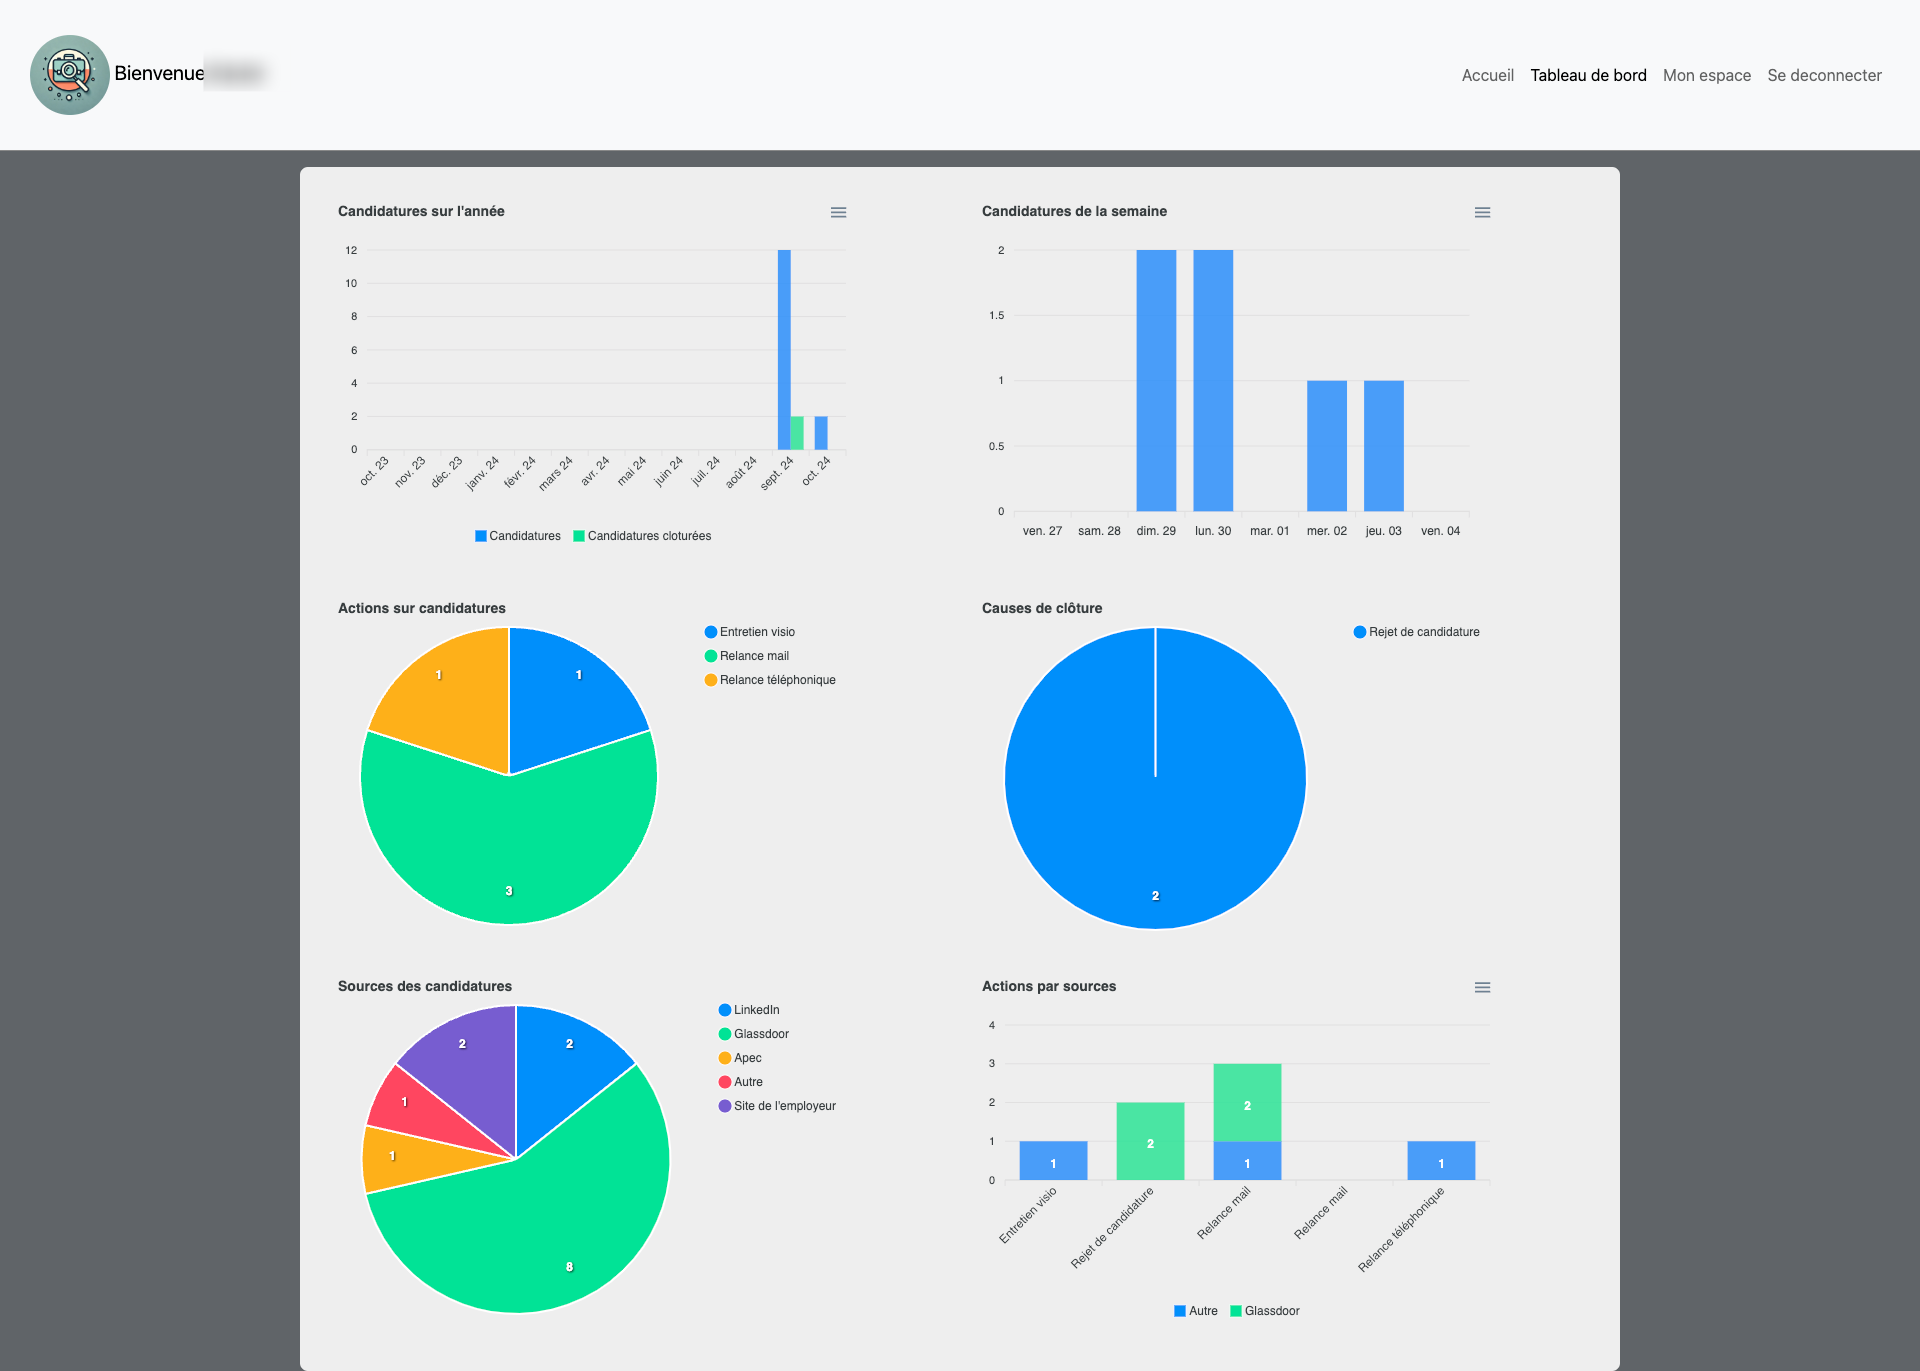 Bienvenue
Accueil Tableau de bord Mon espace Se deconnecter
Candidatures sur l'année
12
10
8
6
4
2
0
oct. 23 nov. 23 déc. 23 janv. 24 févr. 24 mars 24 avr. 24 mai 24 juin 24 juil. 24 août 24 sept. 24 oct. 24
Candidatures Candidatures cloturées
Candidatures de la semaine
2
1.5
1
0.5
0
ven. 27 sam. 28 dim. 29 lun. 30 mar. 01 mer. 02 jeu. 03 ven. 04
Actions sur candidatures
1 1
3
Entretien visio
Relance mail
Relance téléphonique
Causes de clôture
2
Rejet de candidature
Sources des candidatures
2 2
1
1
8
LinkedIn
Glassdoor
Apec
Autre
Site de l'employeur
Actions par sources
4
3
2
1
0
2
2
1 1 1
Entretien visio Rejet de candidature Relance mail Relance mail Relance téléphonique
Autre Glassdoor